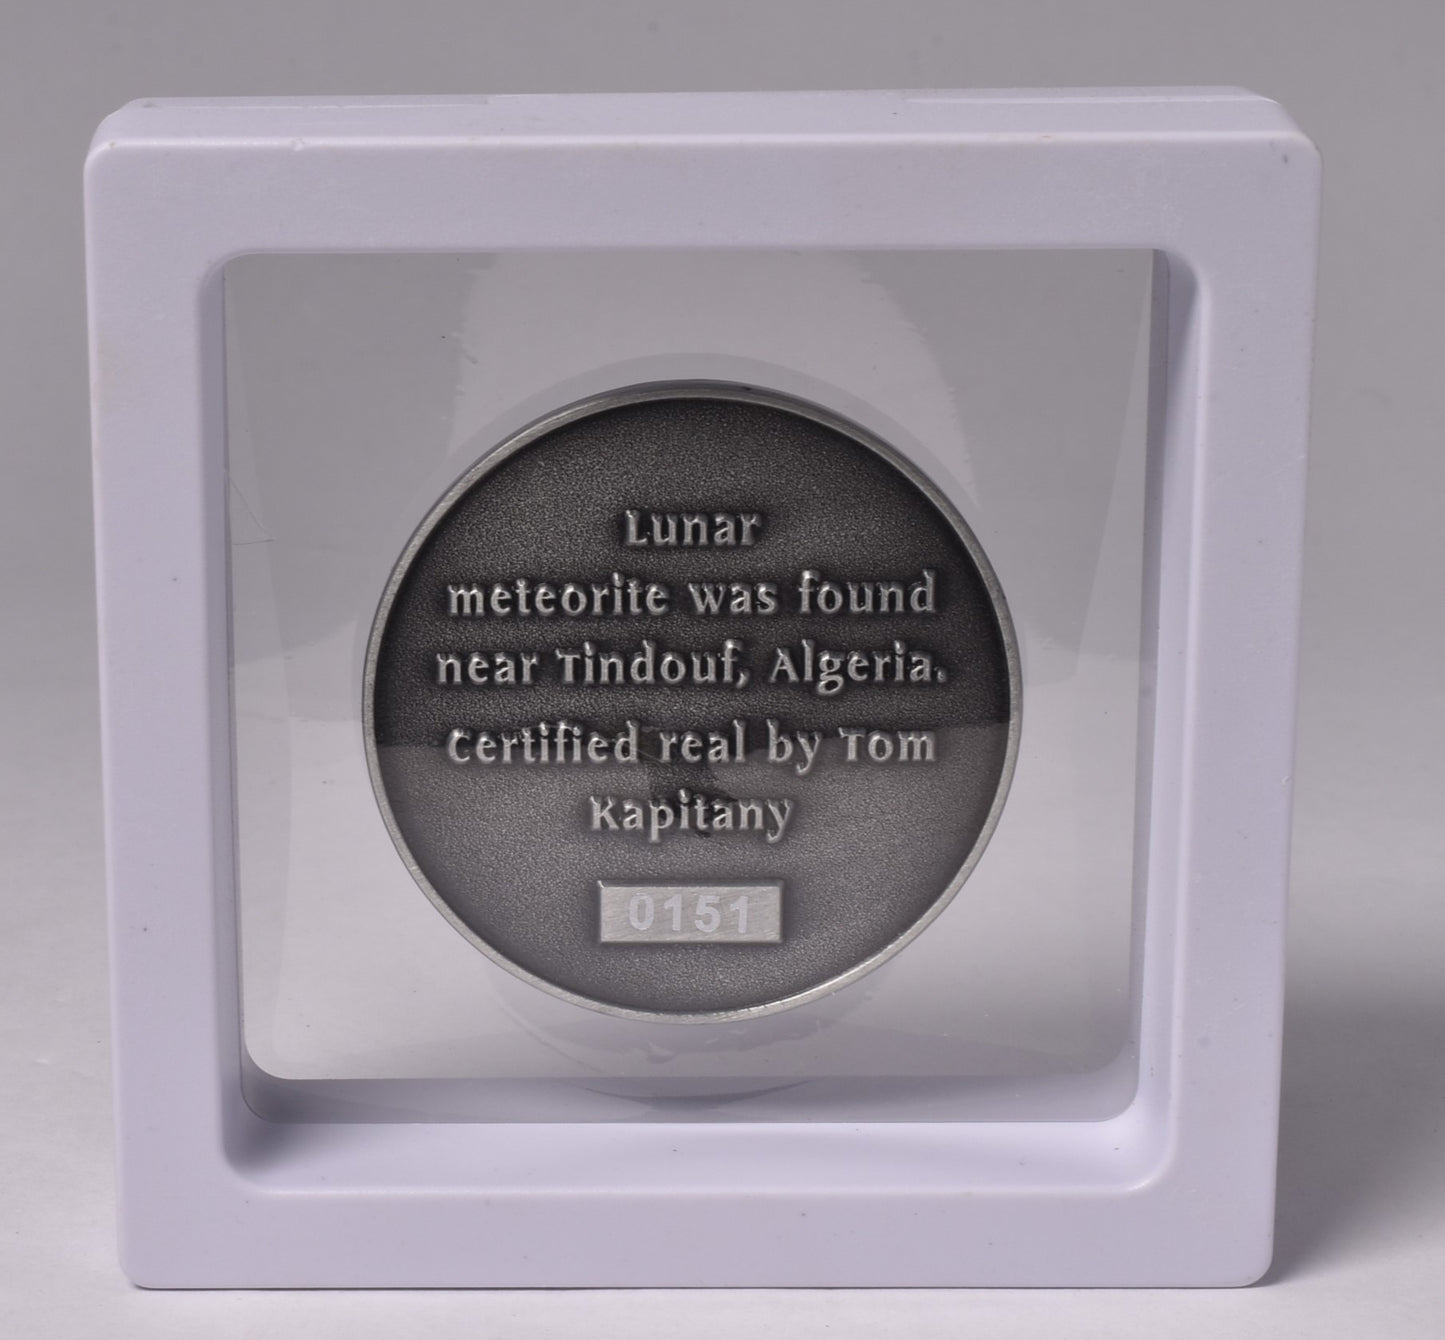 Lunar
meteorite was found
near Tindouf, Algeria.
Certified real by Tom
Kapitany
0151